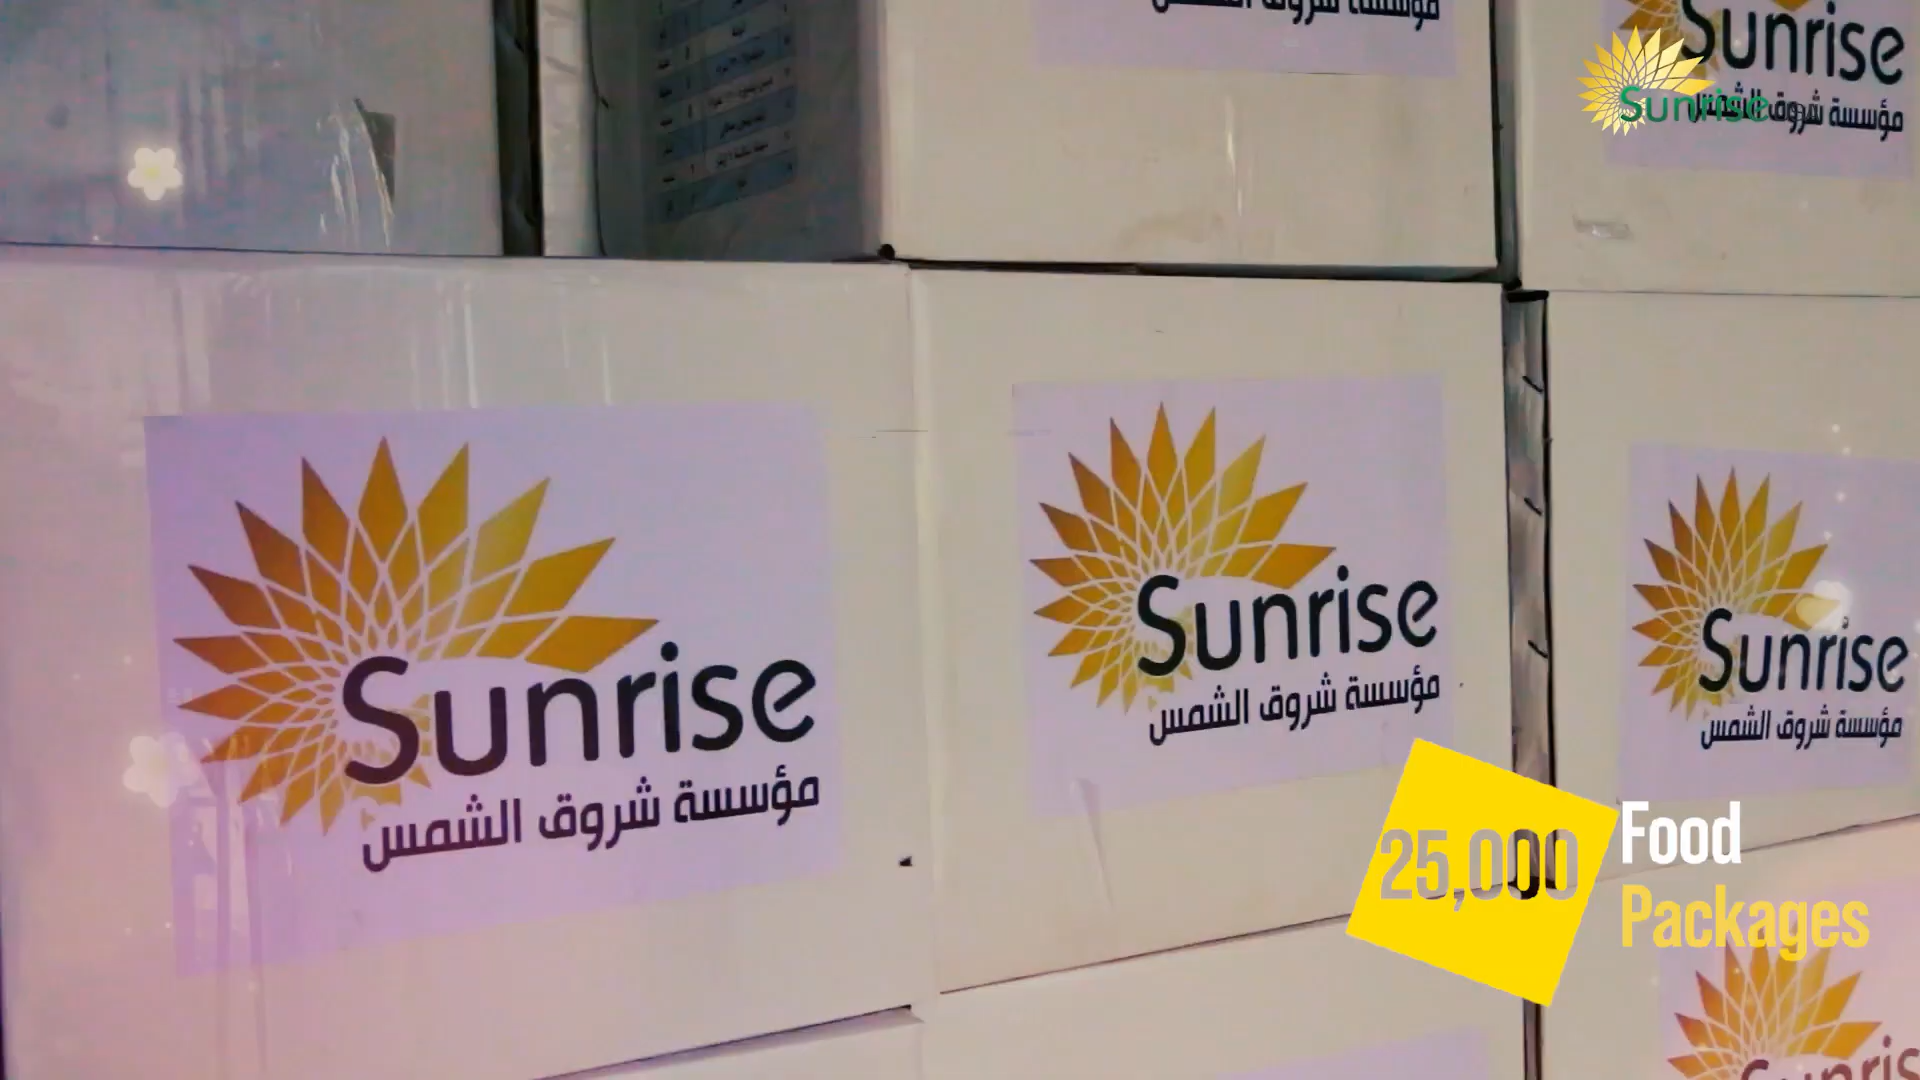 مؤسسة شروق الشمس
Sunrise
مؤسسة شروق الشمس
Sunrise
Sunrise
مؤسسة شروق الشمس
Sunrise
مؤسسة شروق الشمس
Sunrise
مؤسسة شروق الشمس
25,000
Food
Packages
Sunrise